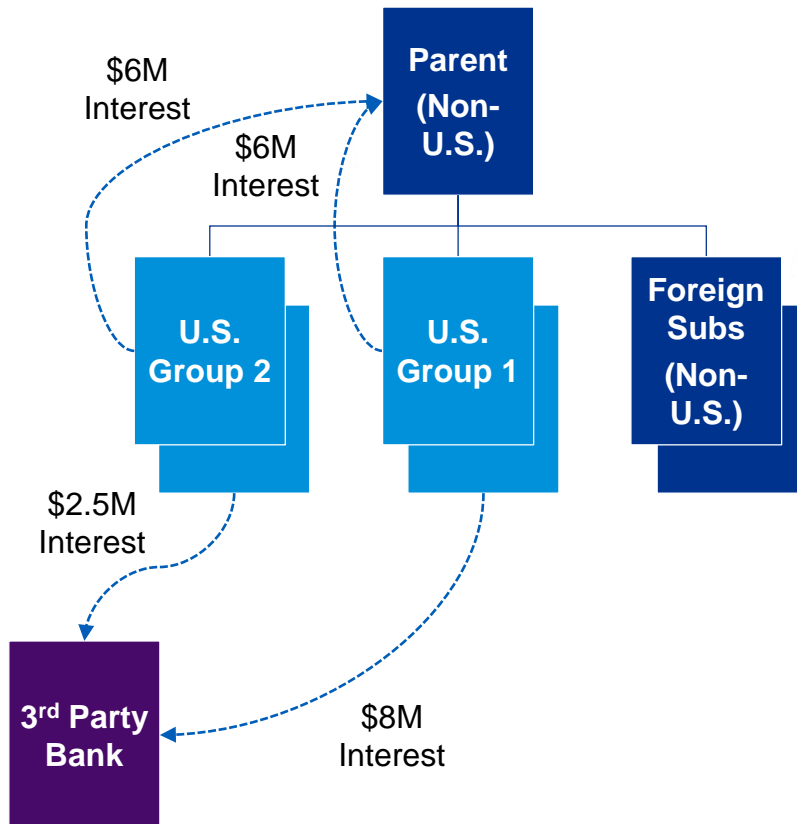 Parent
(Non-
U.S.)
$6M
Interest
$6M
Interest
U.S.
Group 2
U.S.
Group 1
Foreign
Subs
(Non-
U.S.)
$2.5M
Interest
3rd Party
Bank
$8M
Interest